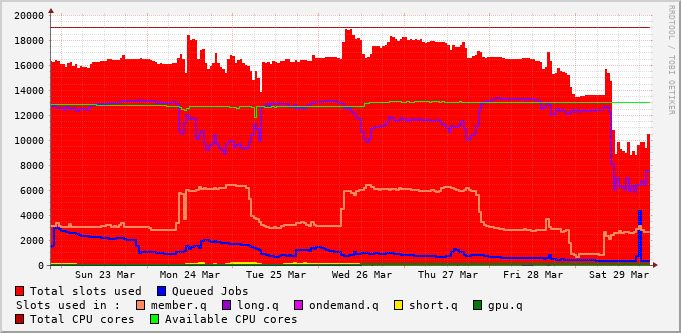 20000
18000
16000
14000
12000
10000
8000
6000
4000
2000
0
Sun 23 Mar Mon 24 Mar Tue 25 Mar Wed 26 Mar Thu 27 Mar Fri 28 Mar Sat 29 Mar
RRDTOOL / TOBI OETIKER
Total slots used Queued Jobs
Slots used in : member.q long.q ondemand.q short.q gpu.q
Total CPU cores Available CPU cores